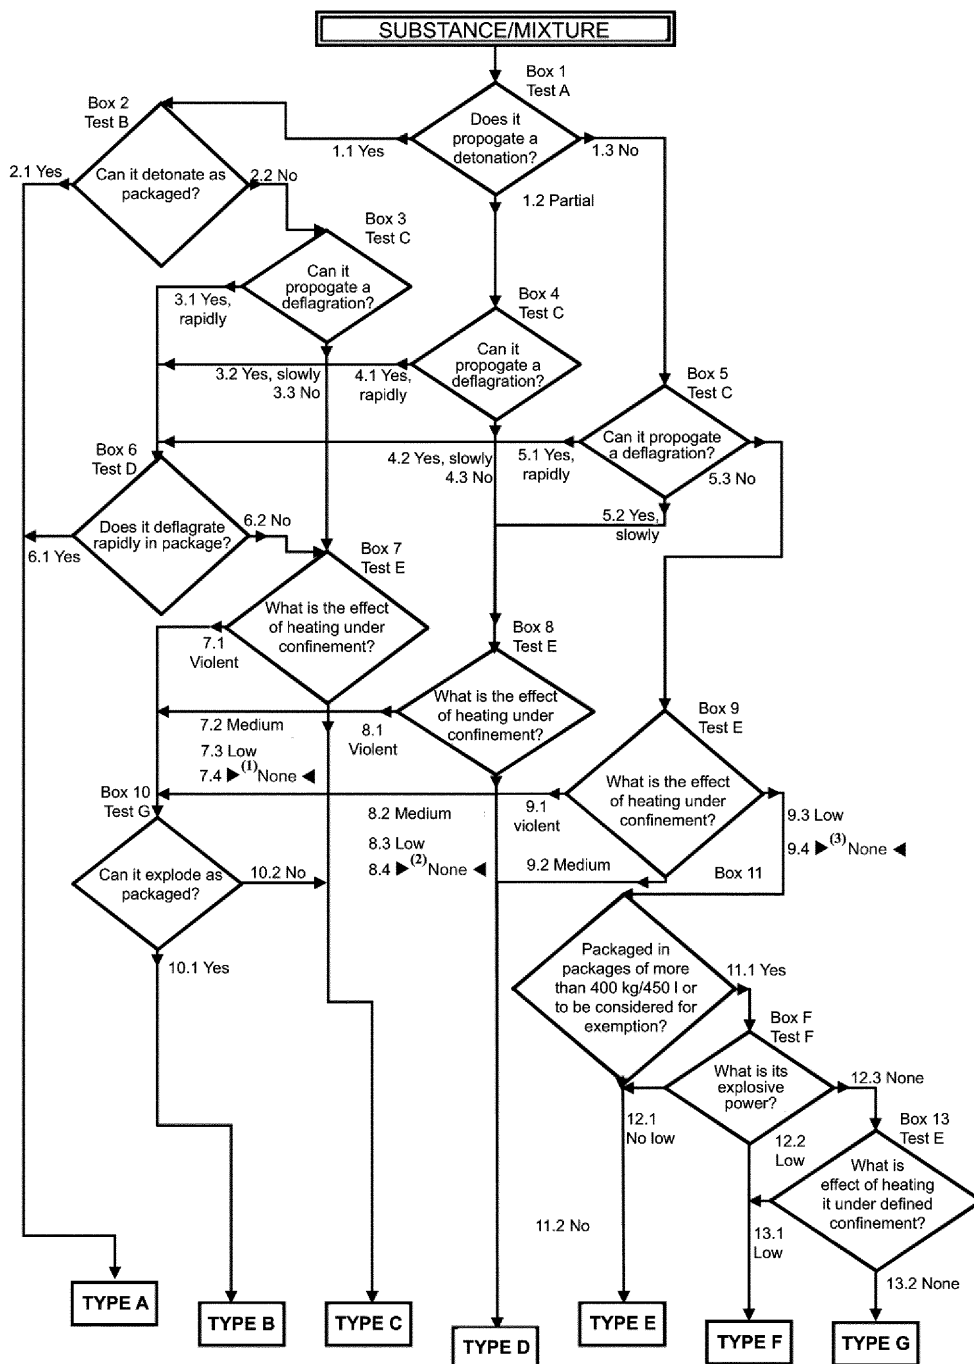 SUBSTANCE/MIXTURE
Box 1
Test A
Does it
propogate a
detonation?
1.1 Yes
1.3 No
1.2 Partial
Box 2
Test B
Can it detonate as
packaged?
2.1 Yes
2.2 No
Box 3
Test C
Can it
propogate a
deflagration?
3.1 Yes,
rapidly
3.2 Yes, slowly
3.3 No
Box 4
Test C
Can it
propogate a
deflagration?
4.1 Yes,
rapidly
4.2 Yes, slowly
4.3 No
Box 5
Test C
Can it propogate
a deflagration?
5.1 Yes,
rapidly
5.3 No
5.2 Yes,
slowly
Box 6
Test D
Does it deflagrate
rapidly in package?
6.1 Yes
6.2 No
Box 7
Test E
What is the effect
of heating under
confinement?
7.1
Violent
7.2 Medium
7.3 Low
7.4 ▶(1) None ◀
Box 8
Test E
What is the effect
of heating under
confinement?
8.1
Violent
8.2 Medium
8.3 Low
8.4 ▶(2) None ◀
Box 9
Test E
What is the effect
of heating under
confinement?
9.1
violent
9.2 Medium
9.3 Low
9.4 ▶(3) None ◀
Box 10
Test G
Can it explode as
packaged?
10.2 No
10.1 Yes
Box 11
Packaged in
packages of more
than 400 kg/450 l or
to be considered for
exemption?
11.1 Yes
11.2 No
Box F
Test F
What is its
explosive
power?
12.1
No low
12.2
Low
12.3 None
Box 13
Test E
What is
effect of heating
it under defined
confinement?
13.1
Low
13.2 None
TYPE A
TYPE B
TYPE C
TYPE D
TYPE E
TYPE F
TYPE G